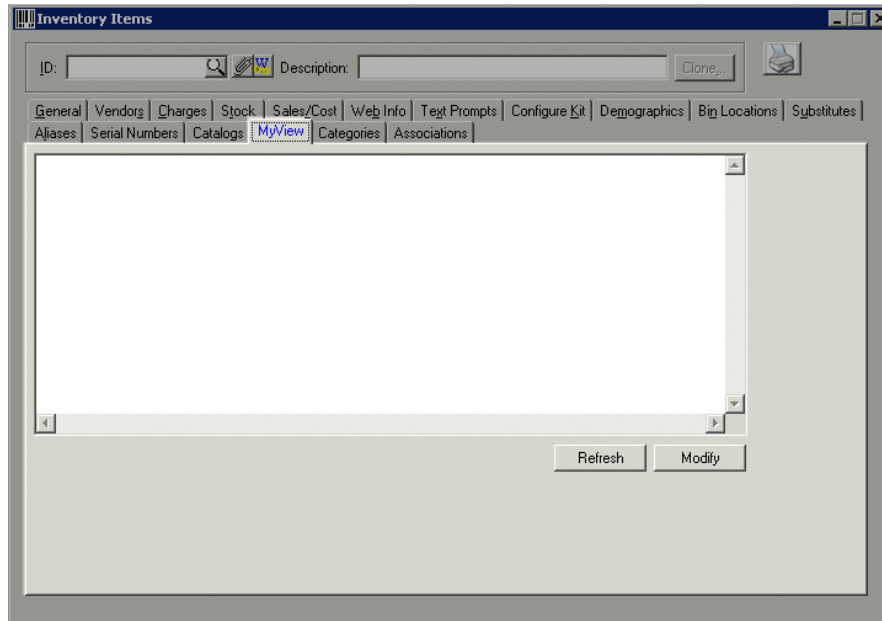 Inventory Items
ID: W Description: Clone...
General Vendors Charges Stock Sales/Cost Web Info Text Prompts Configure Kit Demographics Bin Locations Substitutes
Aliases Serial Numbers Catalogs MyView Categories Associations
Refresh Modify